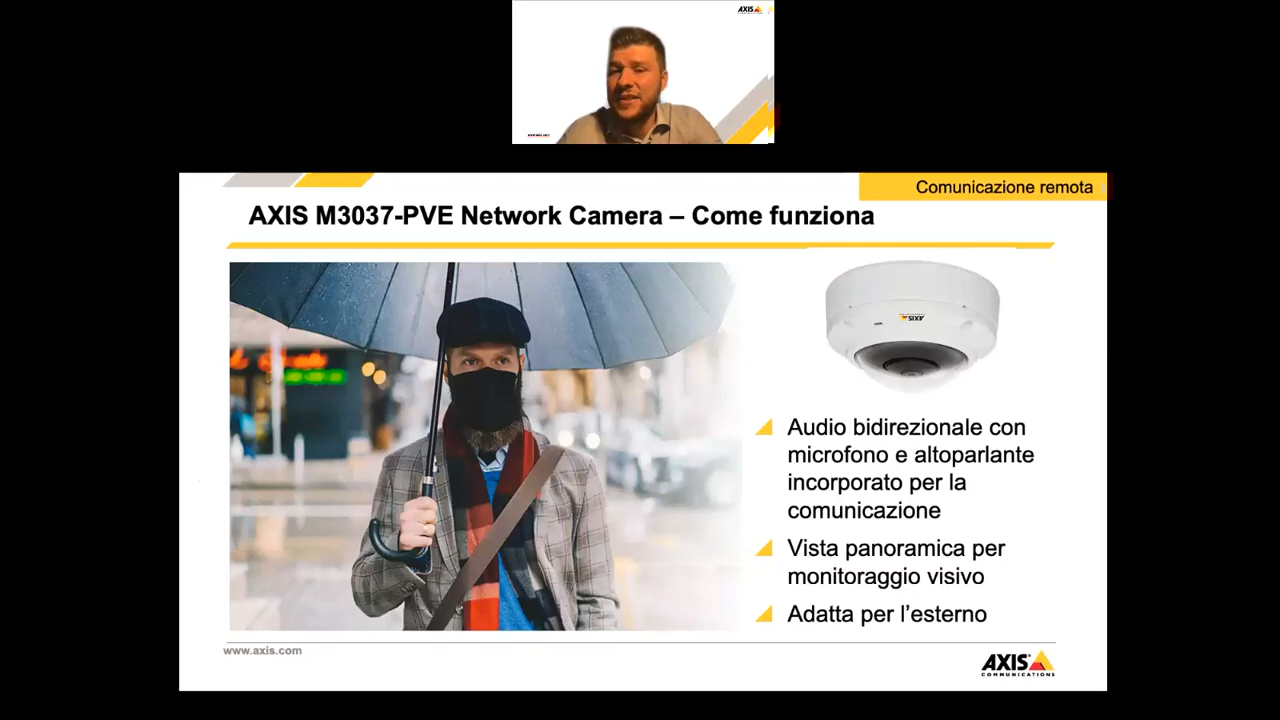 AXIS
COMMUNICATIONS
Comunicazione remota
AXIS M3037-PVE Network Camera – Come funziona
AXIS
Audio bidirezionale con
microfono e altoparlante
incorporato per la
comunicazione
Vista panoramica per
monitoraggio visivo
Adatta per l’esterno
www.axis.com
AXIS
COMMUNICATIONS